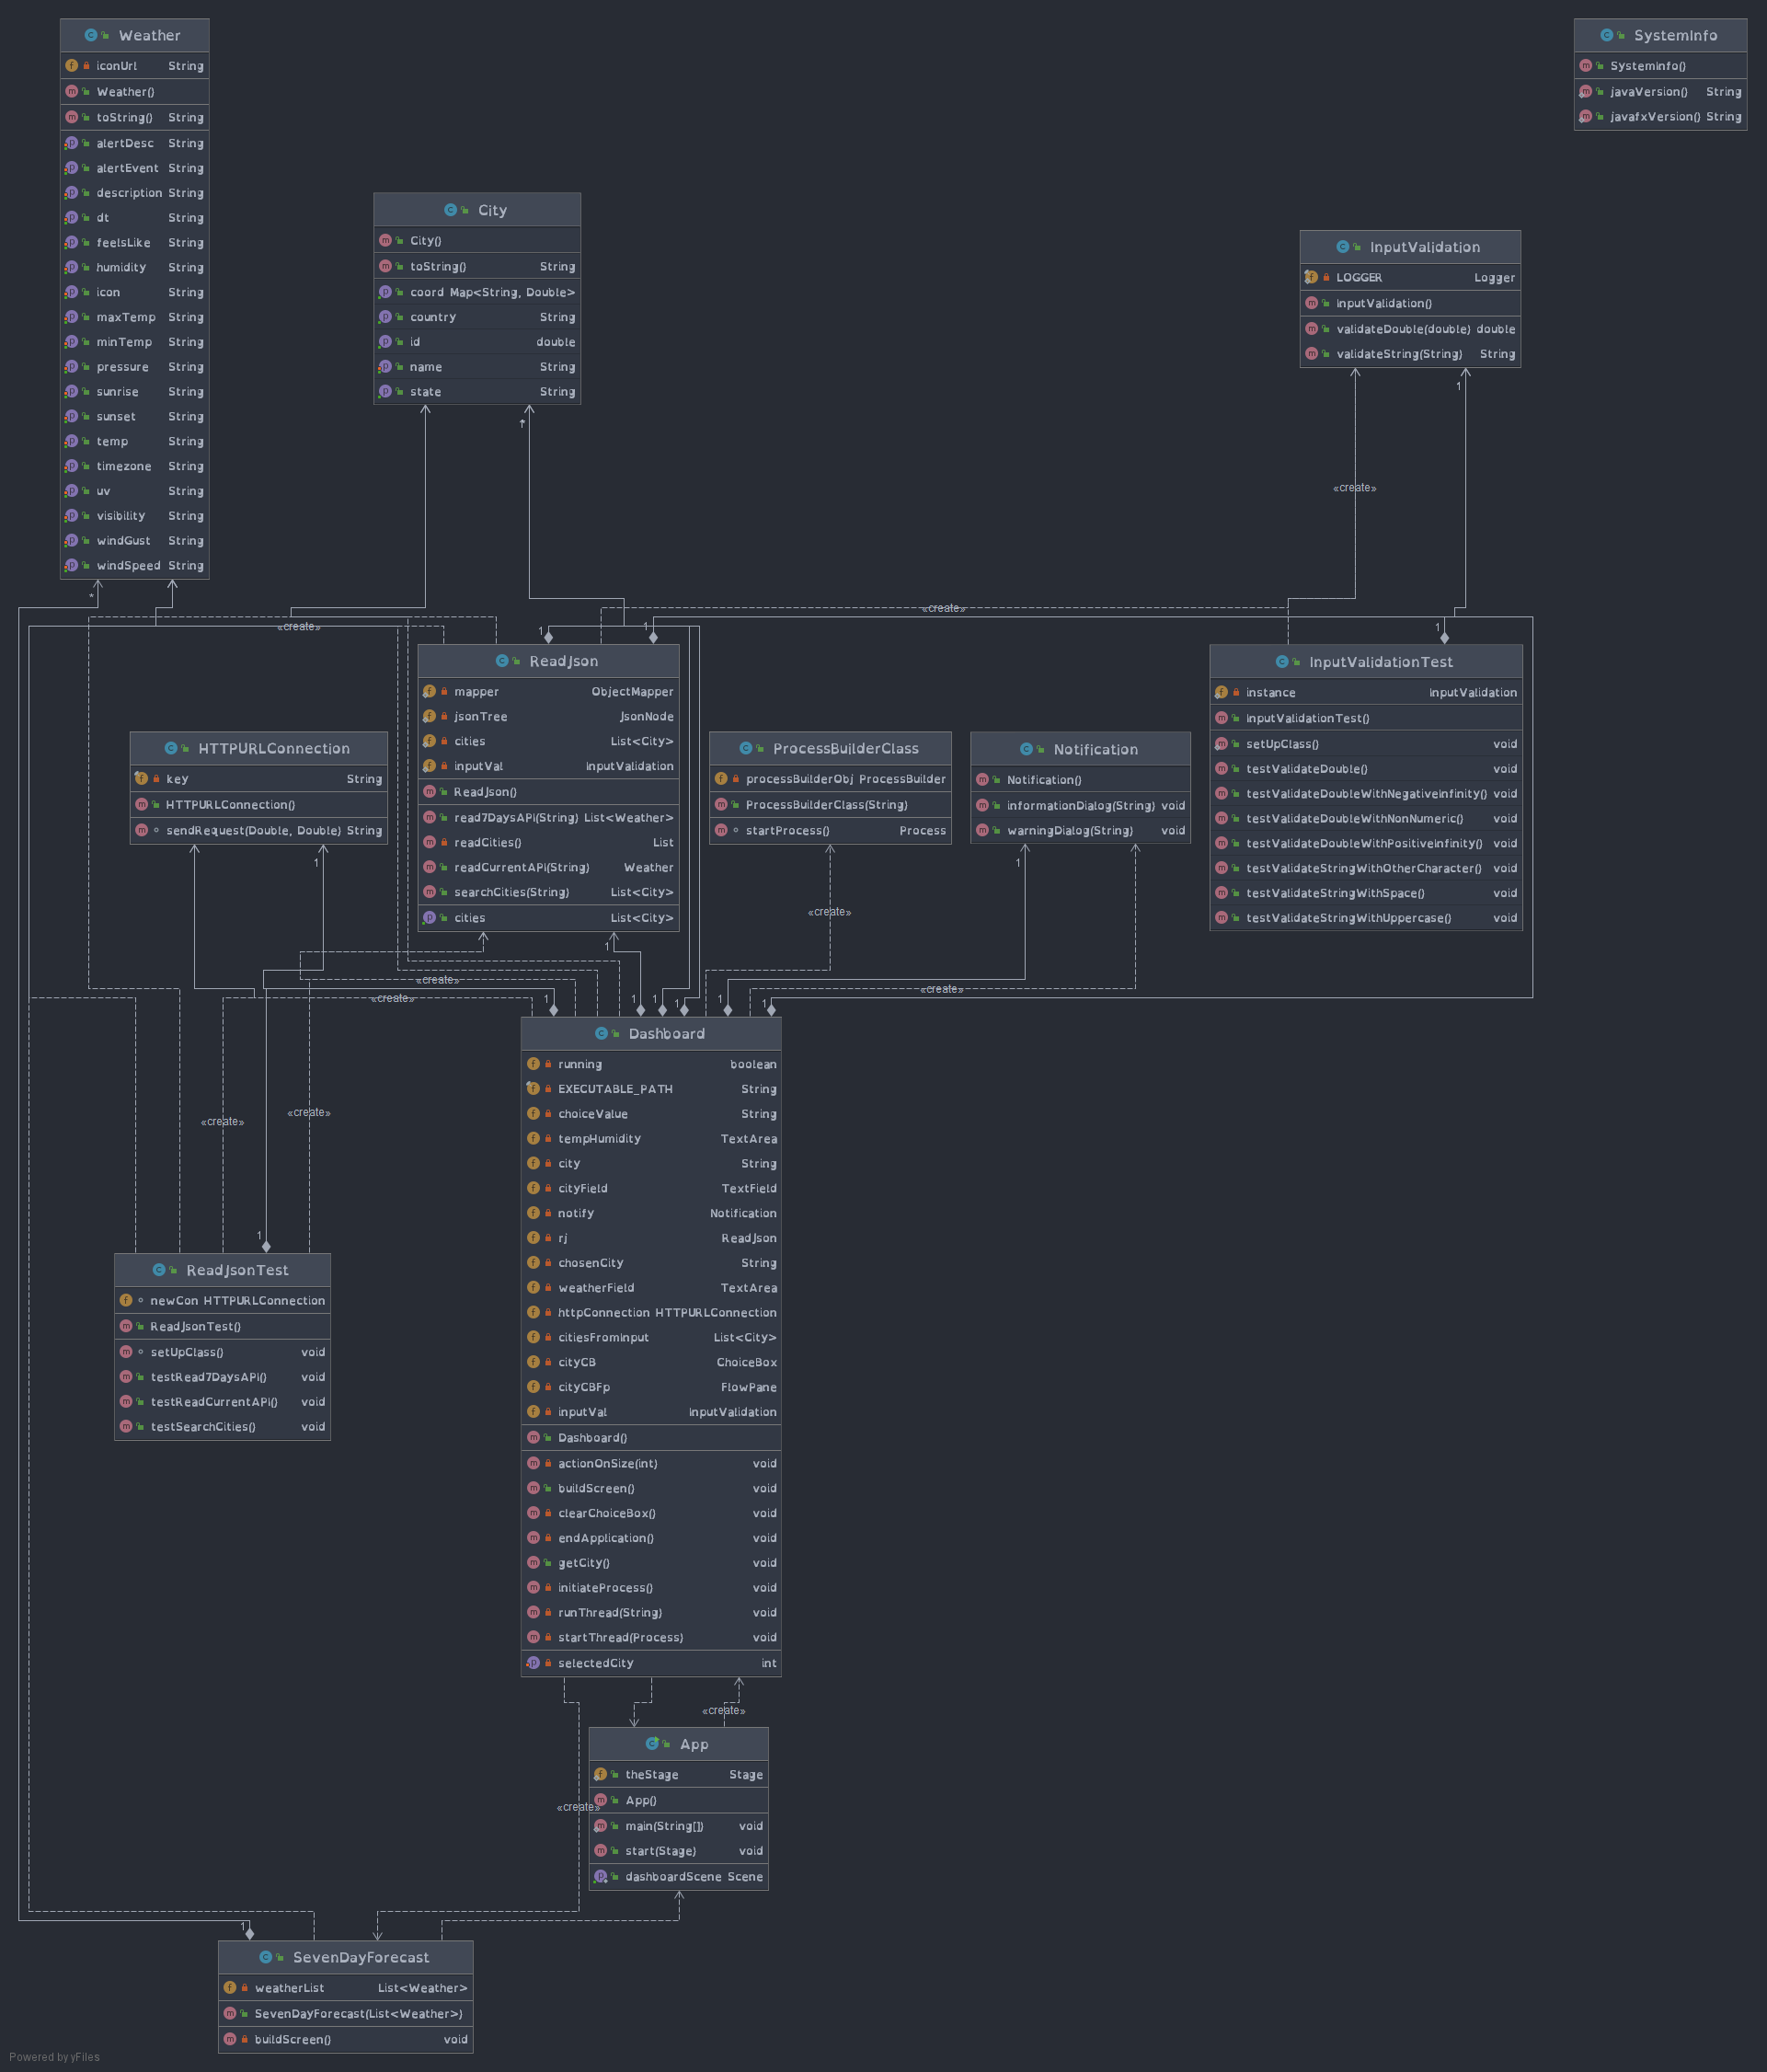 Weather
iconUrl String
Weather()
toString() String
alertDesc String
alertEvent String
description String
dt String
feelsLike String
humidity String
icon String
maxTemp String
minTemp String
pressure String
sunrise String
sunset String
temp String
timezone String
uv String
visibility String
windGust String
windSpeed String
SystemInfo
SystemInfo()
javaVersion() String
javafxVersion() String
City
City()
toString() String
coord Map<String, Double>
country String
id double
name String
state String
InputValidation
LOGGER Logger
InputValidation()
validateDouble(double) double
validateString(String) String
1
«create»
*
«create»
«create»
1
1
1
ReadJson
mapper ObjectMapper
jsonTree JsonNode
cities List<City>
inputVal InputValidation
ReadJson()
read7DaysAPI(String) List<Weather>
readCities() List
readCurrentAPI(String) Weather
searchCities(String) List<City>
cities List<City>
InputValidationTest
instance InputValidation
InputValidationTest()
setUpClass() void
testValidateDouble() void
testValidateDoubleWithNegativeInfinity() void
testValidateDoubleWithNonNumeric() void
testValidateDoubleWithPositiveInfinity() void
testValidateStringWithOtherCharacter() void
testValidateStringWithSpace() void
testValidateStringWithUppercase() void
HTTPURLConnection
key String
HTTPURLConnection()
sendRequest(Double, Double) String
ProcessBuilderClass
processBuilderObj ProcessBuilder
ProcessBuilderClass(String)
startProcess() Process
Notification
Notification()
informationDialog(String) void
warningDialog(String) void
1
1
«create»
1
«create»
«create»
«create»
1
1
1
1
1
1
Dashboard
running boolean
EXECUTABLE_PATH String
choiceValue String
tempHumidity TextArea
city String
cityField TextField
notify Notification
rj ReadJson
chosenCity String
weatherField TextArea
httpConnection HTTPURLConnection
citiesFromInput List<City>
cityCB ChoiceBox
cityCBFp FlowPane
inputVal InputValidation
Dashboard()
actionOnSize(int) void
buildScreen() void
clearChoiceBox() void
endApplication() void
getCity() void
initiateProcess() void
runThread(String) void
startThread(Process) void
selectedCity int
«create»
«create»
1
ReadJsonTest
newCon HTTPURLConnection
ReadJsonTest()
setUpClass() void
testRead7DaysAPI() void
testReadCurrentAPI() void
testSearchCities() void
«create»
App
theStage Stage
App()
main(String[]) void
start(Stage) void
dashboardScene Scene
«create»
1
SevenDayForecast
weatherList List<Weather>
SevenDayForecast(List<Weather>)
buildScreen() void
Powered by yFiles